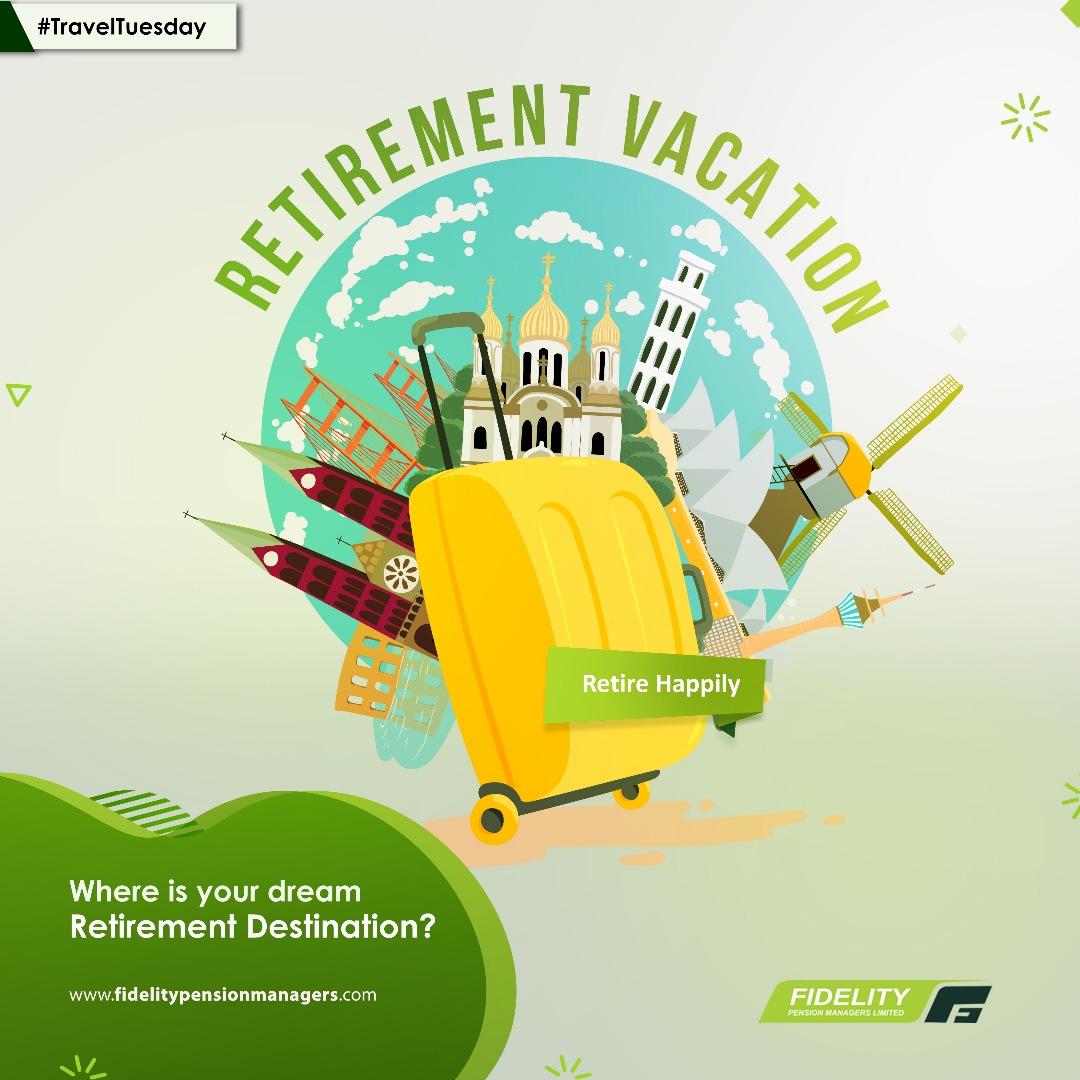 #TravelTuesday
RETIREMENT VACATION
Retire Happily
Where is your dream
Retirement Destination?
www.fidelitypensionmanagers.com
FIDELITY
PENSION MANAGERS LIMITED